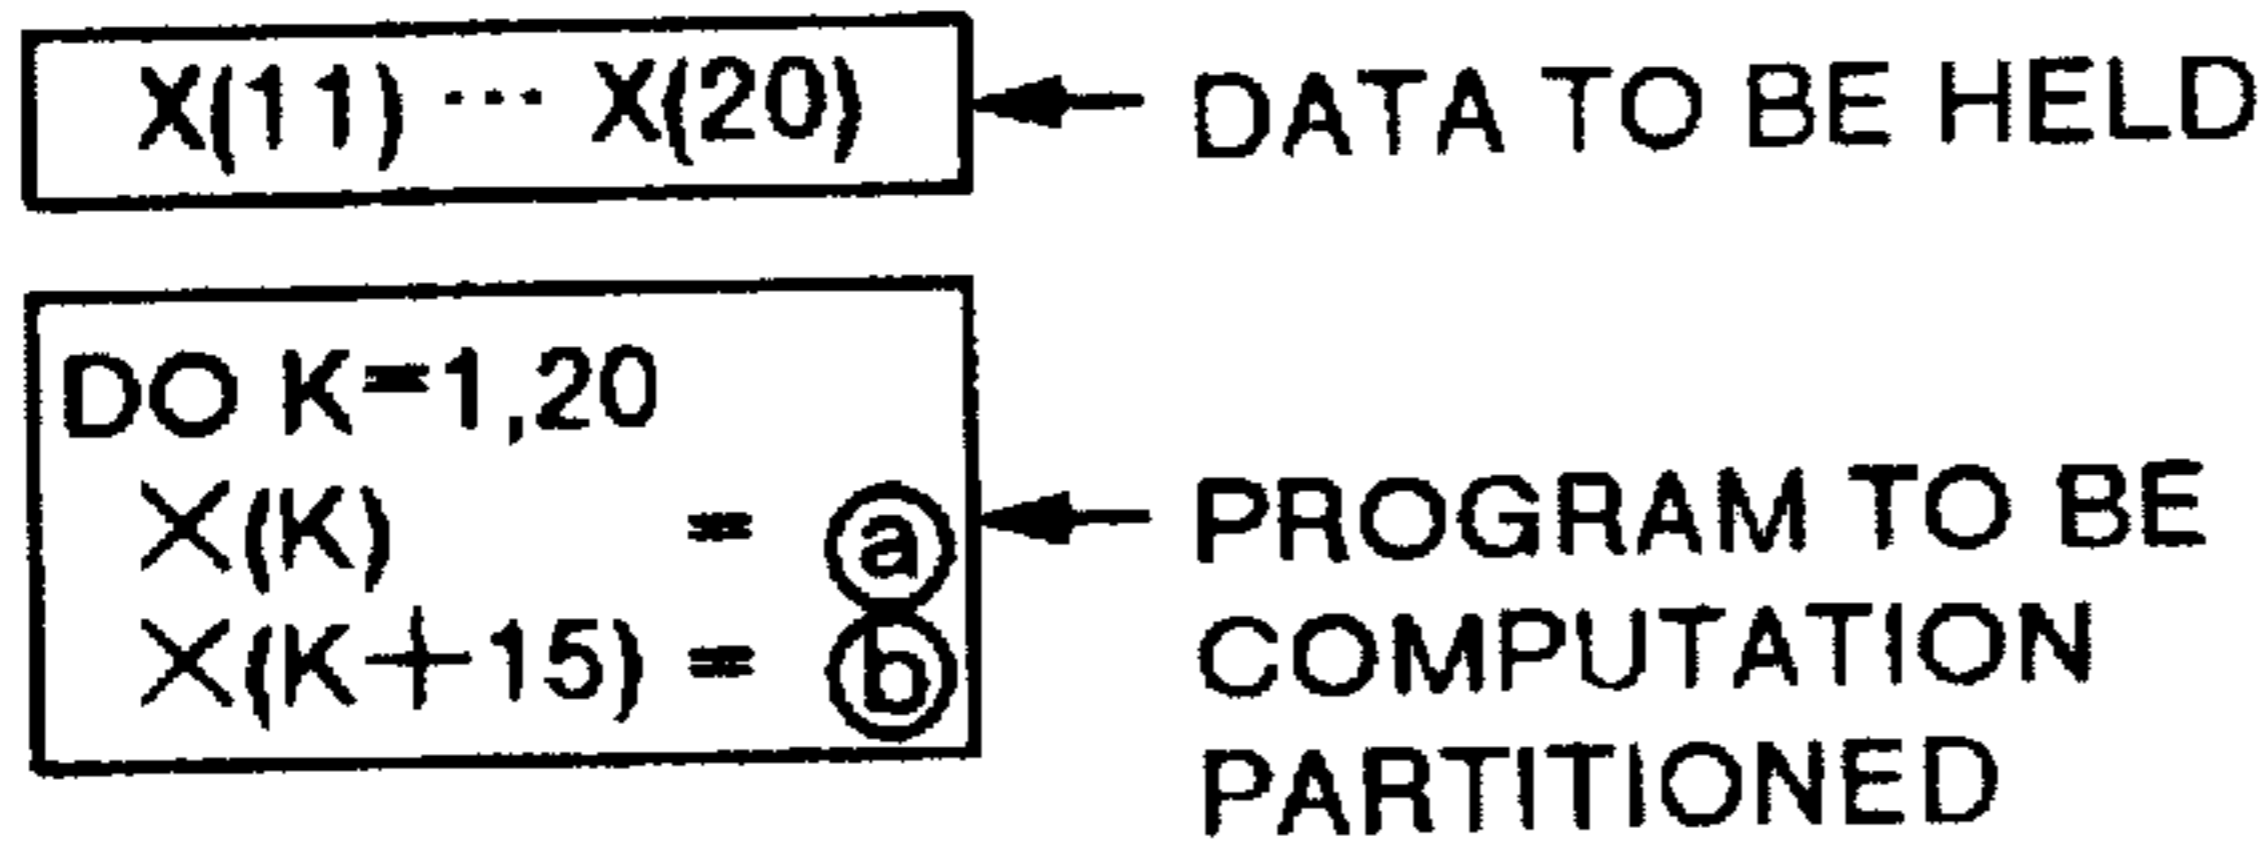 X(11) ··· X(20)
DATA TO BE HELD
DO K=1,20
X(K) = ⓐ
X(K+15) = ⓑ
PROGRAM TO BE
COMPUTATION
PARTITIONED